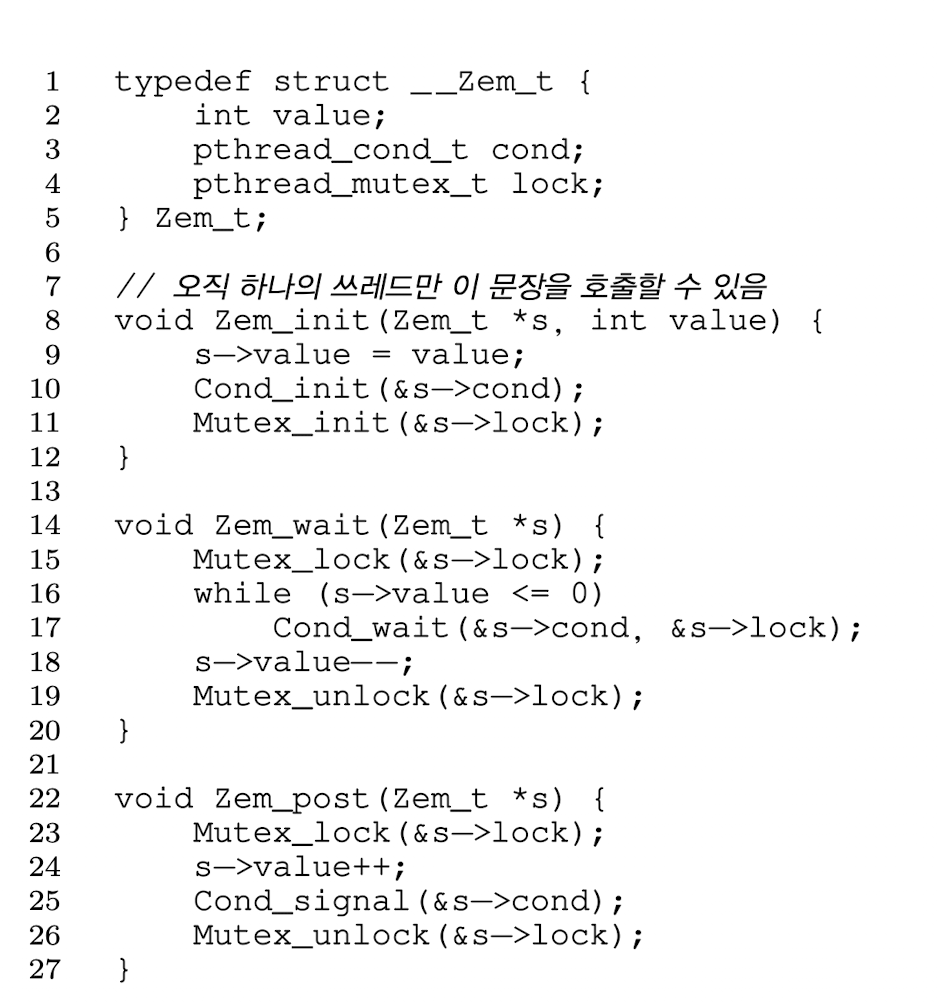 1 typedef struct __Zem_t {
2 int value;
3 pthread_cond_t cond;
4 pthread_mutex_t lock;
5 } Zem_t;
6
7 // 오직 하나의 쓰레드만 이 문장을 호출할 수 있음
8 void Zem_init(Zem_t *s, int value) {
9 s->value = value;
10 Cond_init(&s->cond);
11 Mutex_init(&s->lock);
12 }
13
14 void Zem_wait(Zem_t *s) {
15 Mutex_lock(&s->lock);
16 while (s->value <= 0)
17 Cond_wait(&s->cond, &s->lock);
18 s->value--;
19 Mutex_unlock(&s->lock);
20 }
21
22 void Zem_post(Zem_t *s) {
23 Mutex_lock(&s->lock);
24 s->value++;
25 Cond_signal(&s->cond);
26 Mutex_unlock(&s->lock);
27 }